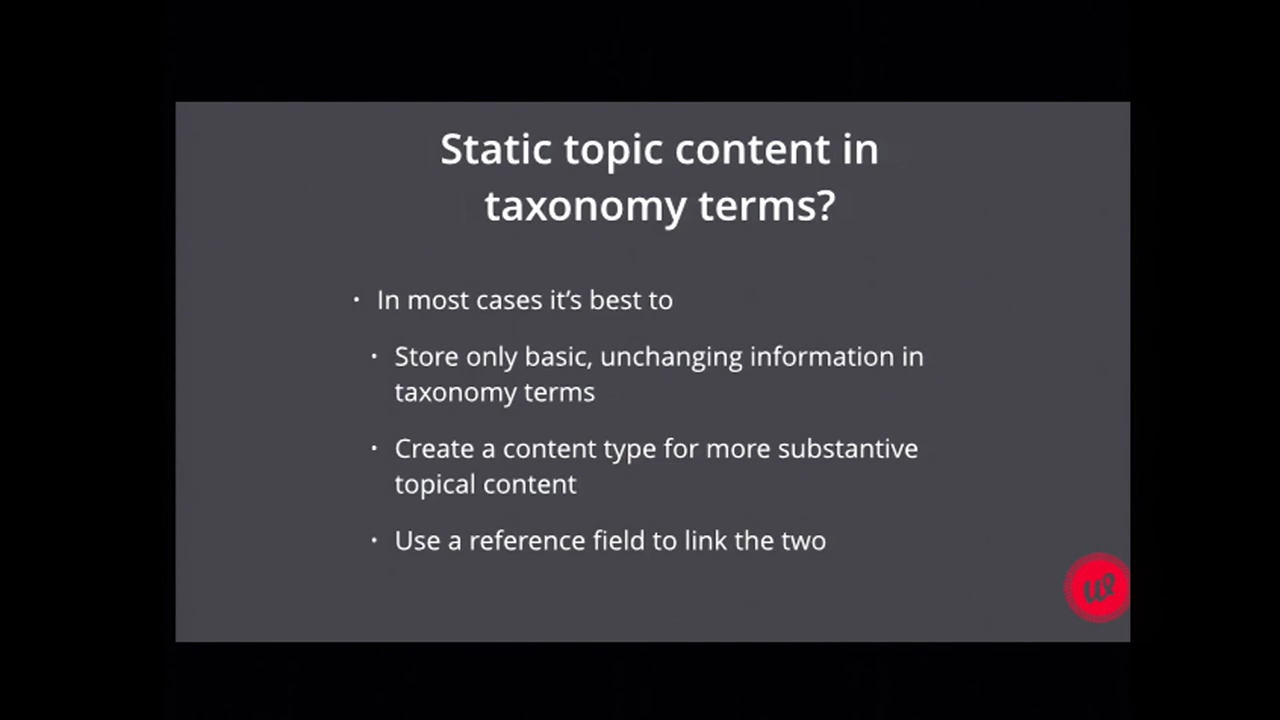 Static topic content in
taxonomy terms?
• In most cases it's best to
• Store only basic, unchanging information in
taxonomy terms
• Create a content type for more substantive
topical content
• Use a reference field to link the two